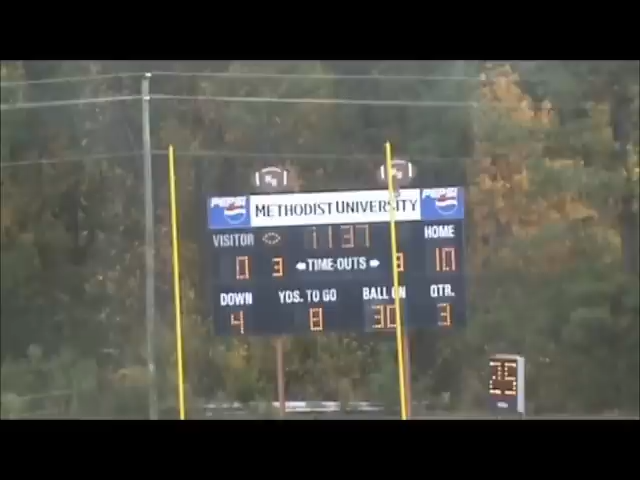 PEPSI METHODIST UNIVERSITY PEPSI
VISITOR 11 37 HOME
0 3 TIME-OUTS 3 10
DOWN YDS. TO GO BALL ON QTR.
4 8 30 3
25